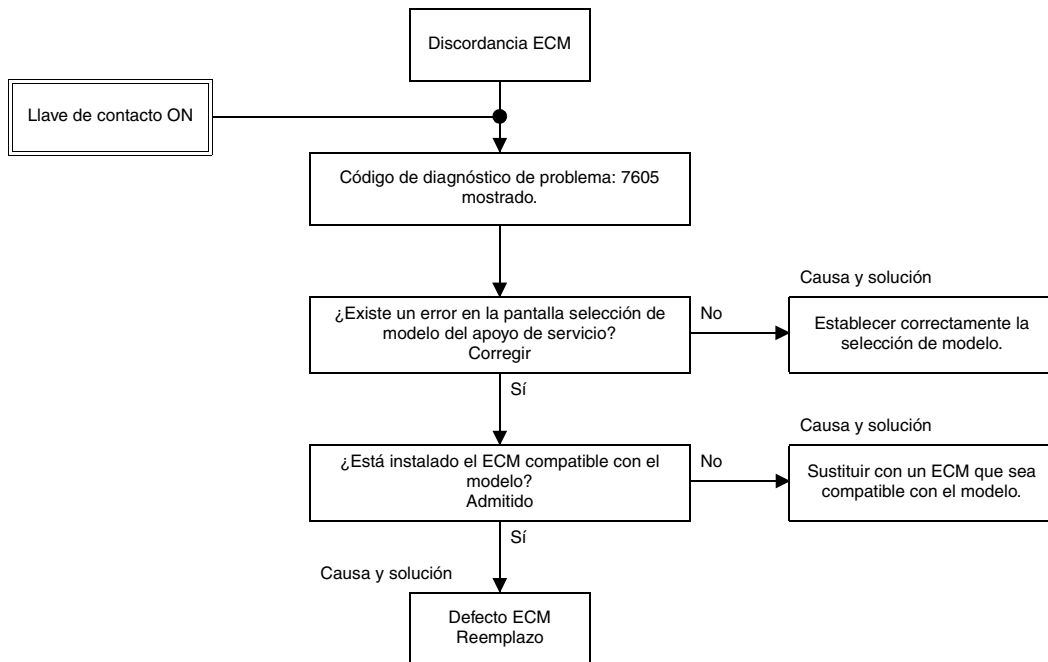 Discordancia ECM
Llave de contacto ON
Código de diagnóstico de problema: 7605
mostrado.
Causa y solución
¿Existe un error en la pantalla selección de
modelo del apoyo de servicio?
Corregir
No
Establecer correctamente la
selección de modelo.
Sí
Causa y solución
¿Está instalado el ECM compatible con el
modelo?
Admitido
No
Sustituir con un ECM que sea
compatible con el modelo.
Sí
Causa y solución
Defecto ECM
Reemplazo